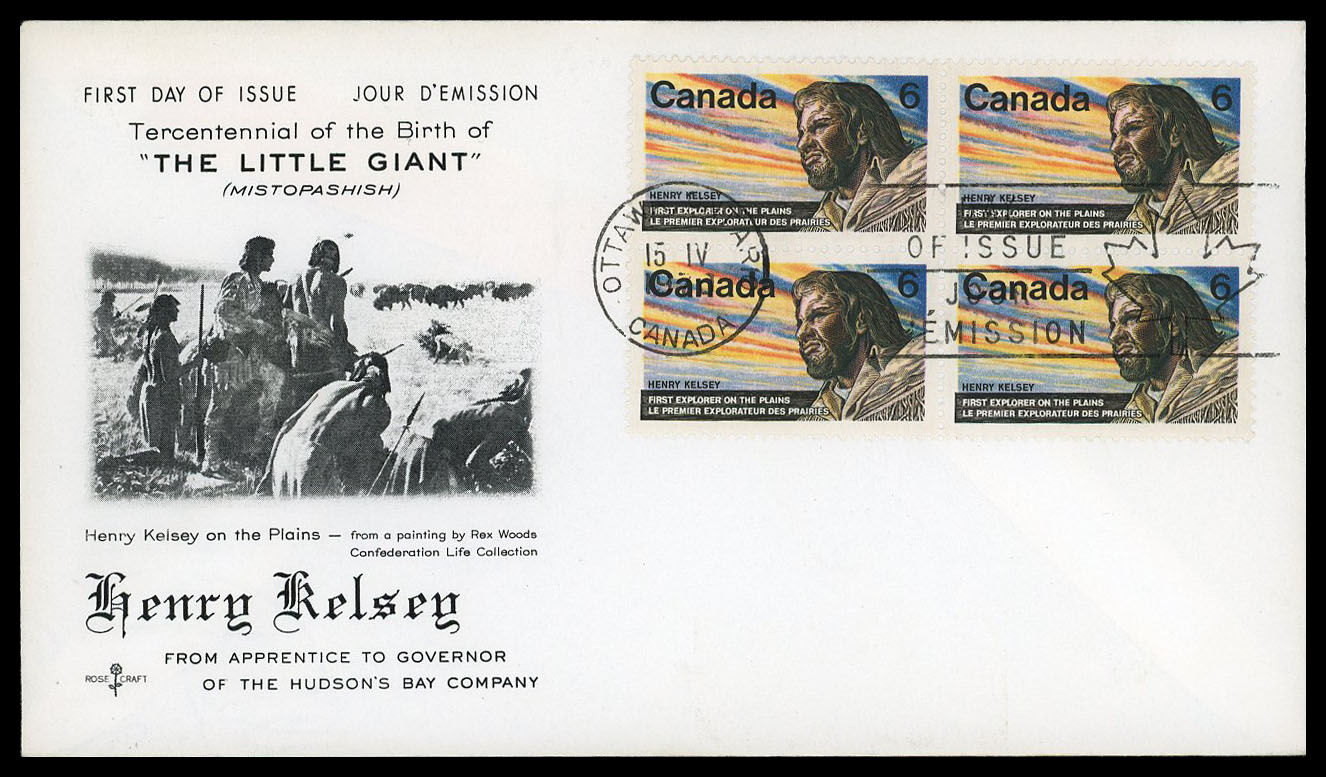 FIRST DAY OF ISSUE JOUR D'EMISSION
Tercentennial of the Birth of
"THE LITTLE GIANT"
(MISTOPASHISH)
Henry Kelsey on the Plains — from a painting by Rex Woods
Confederation Life Collection
Henry Kelsey
FROM APPRENTICE TO GOVERNOR
OF THE HUDSON'S BAY COMPANY
ROSE CRAFT
Canada 6
HENRY KELSEY
FIRST EXPLORER ON THE PLAINS
LE PREMIER EXPLORATEUR DES PRAIRIES
Canada 6
HENRY KELSEY
FIRST EXPLORER ON THE PLAINS
LE PREMIER EXPLORATEUR DES PRAIRIES
Canada 6
HENRY KELSEY
FIRST EXPLORER ON THE PLAINS
LE PREMIER EXPLORATEUR DES PRAIRIES
Canada 6
HENRY KELSEY
FIRST EXPLORER ON THE PLAINS
LE PREMIER EXPLORATEUR DES PRAIRIES
15 IV
CANADA
OF ISSUE
JOUR
ÉMISSION